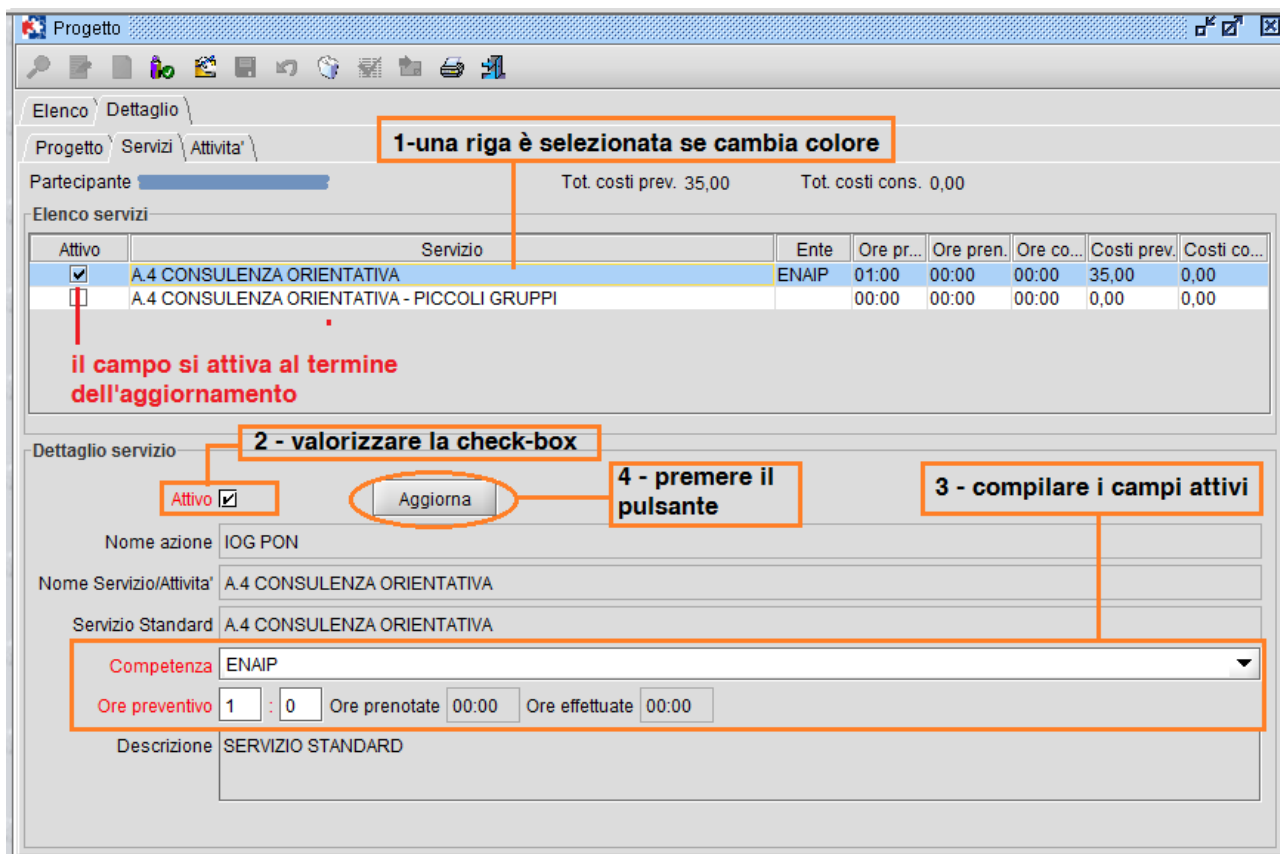 Progetto
Elenco Dettaglio
Progetto Servizi Attivita'
1-una riga è selezionata se cambia colore
Partecipante Tot. costi prev. 35,00 Tot. costi cons. 0,00
Elenco servizi
Attivo Servizio Ente Ore pr... Ore pren. Ore co... Costi prev. Costi co...
A.4 CONSULENZA ORIENTATIVA ENAIP 01:00 00:00 00:00 35,00 0,00
A.4 CONSULENZA ORIENTATIVA - PICCOLI GRUPPI 00:00 00:00 00:00 0,00 0,00
il campo si attiva al termine
dell'aggiornamento
Dettaglio servizio
2 - valorizzare la check-box
Attivo
Aggiorna
4 - premere il
pulsante
3 - compilare i campi attivi
Nome azione IOG PON
Nome Servizio/Attivita' A.4 CONSULENZA ORIENTATIVA
Servizio Standard A.4 CONSULENZA ORIENTATIVA
Competenza ENAIP
Ore preventivo 1 : 0 Ore prenotate 00:00 Ore effettuate 00:00
Descrizione SERVIZIO STANDARD